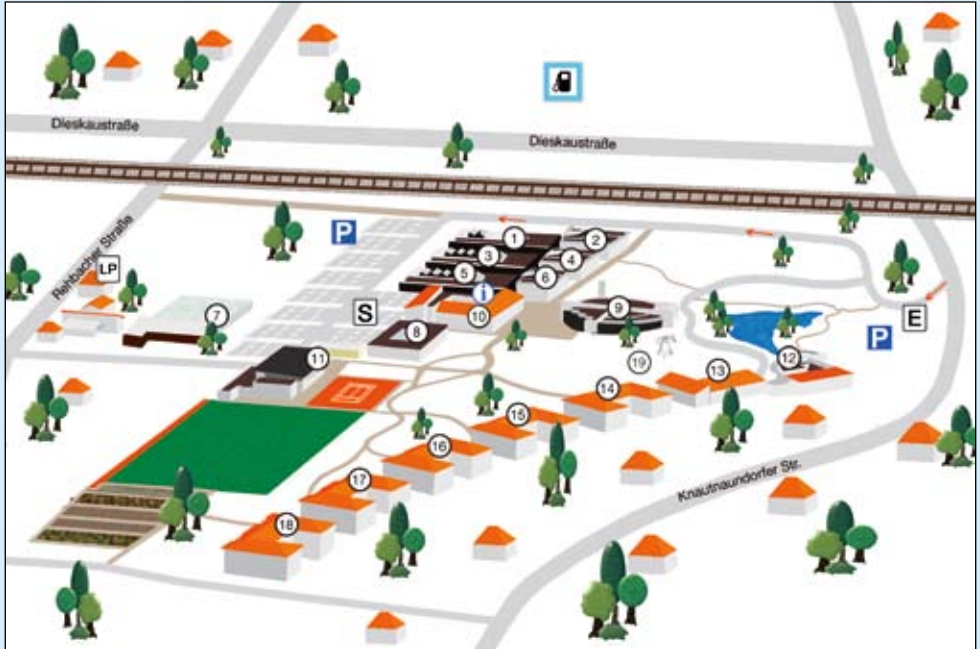 Dieskaustraße
Dieskaustraße
Rehbacher Straße
P
1
2
3
4
LP
5
6
i
7
S
10
9
E
8
P
11
19
12
13
14
15
16
17
18
Knautnaundorfer Str.